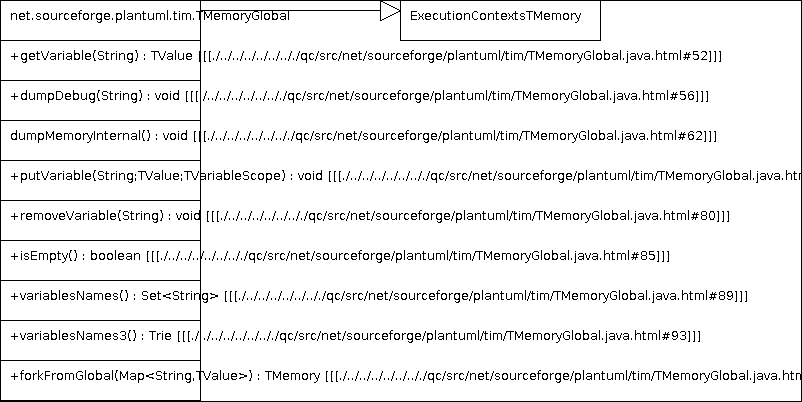 net.sourceforge.plantuml.tim.TMemoryGlobal
ExecutionContextsTMemory
+getVariable(String) : TValue [[[./../../../../../../../qc/src/net/sourceforge/plantuml/tim/TMemoryGlobal.java.html#52]]]
+dumpDebug(String) : void [[[./../../../../../../../qc/src/net/sourceforge/plantuml/tim/TMemoryGlobal.java.html#56]]]
dumpMemoryInternal() : void [[[./../../../../../../../qc/src/net/sourceforge/plantuml/tim/TMemoryGlobal.java.html#62]]]
+putVariable(String;TValue;TVariableScope) : void [[[./../../../../../../../qc/src/net/sourceforge/plantuml/tim/TMemoryGlobal.java.htm
+removeVariable(String) : void [[[./../../../../../../../qc/src/net/sourceforge/plantuml/tim/TMemoryGlobal.java.html#80]]]
+isEmpty() : boolean [[[./../../../../../../../qc/src/net/sourceforge/plantuml/tim/TMemoryGlobal.java.html#85]]]
+variablesNames() : Set<String> [[[./../../../../../../../qc/src/net/sourceforge/plantuml/tim/TMemoryGlobal.java.html#89]]]
+variablesNames3() : Trie [[[./../../../../../../../qc/src/net/sourceforge/plantuml/tim/TMemoryGlobal.java.html#93]]]
+forkFromGlobal(Map<String,TValue>) : TMemory [[[./../../../../../../../qc/src/net/sourceforge/plantuml/tim/TMemoryGlobal.java.htm